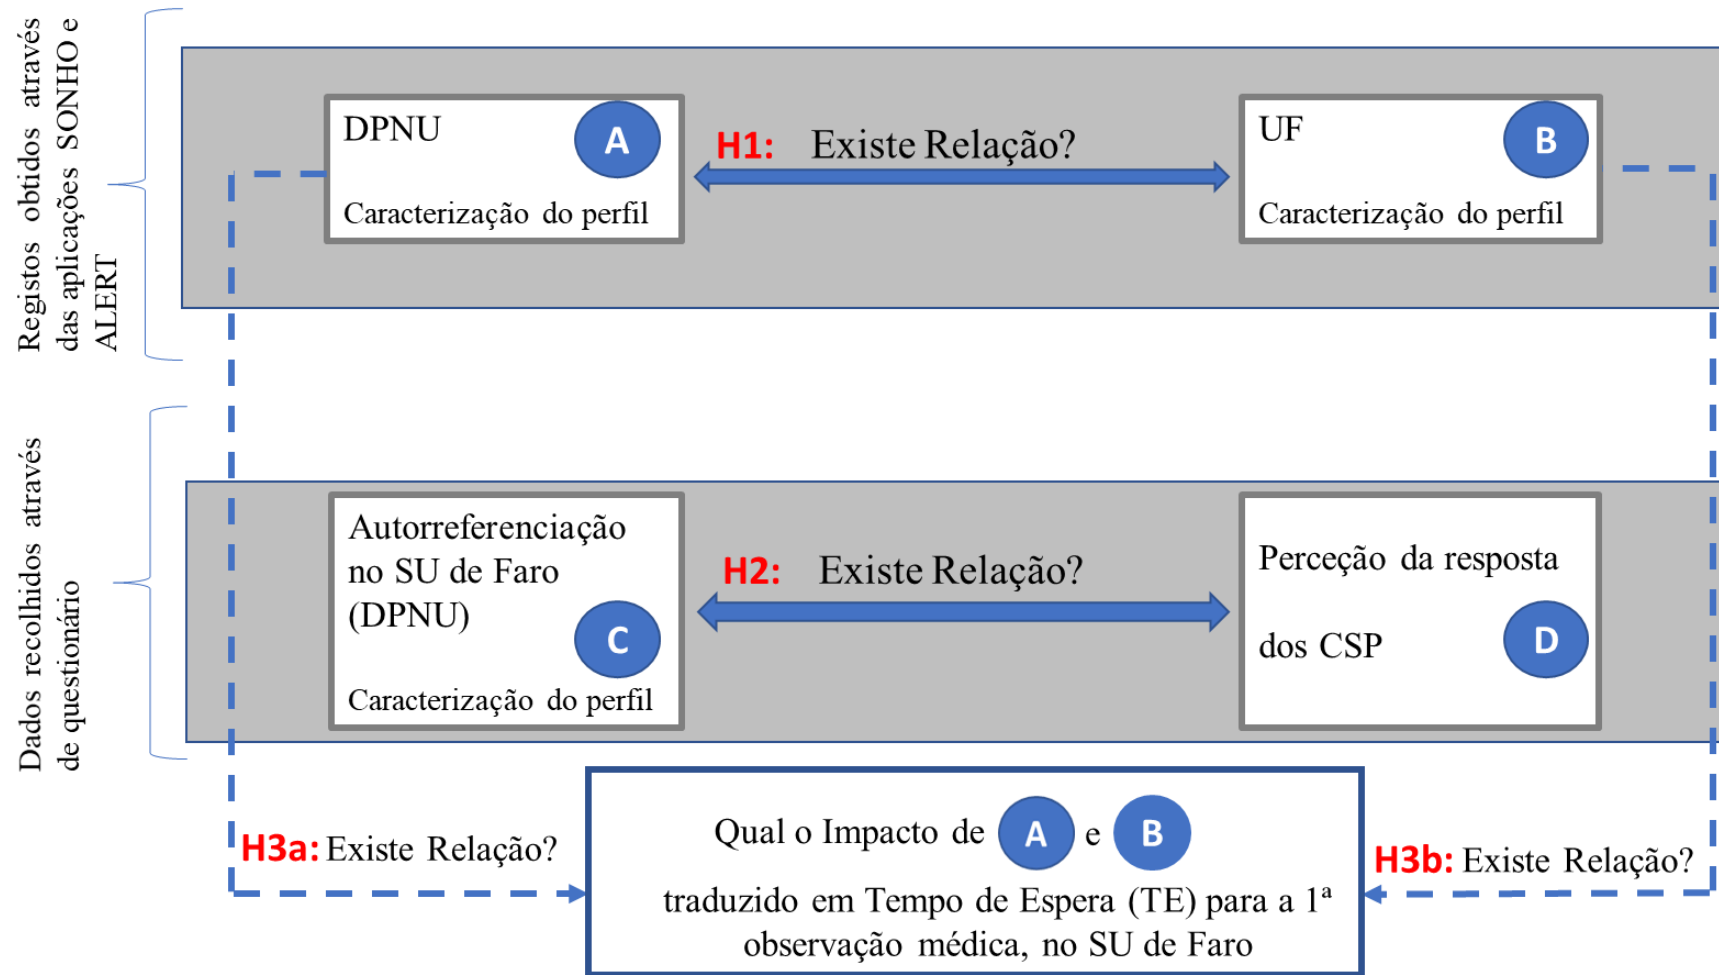 Registos obtidos através
das aplicações SONHO e
ALERT
DPNU
A
Caracterização do perfil
H1: Existe Relação?
UF
B
Caracterização do perfil
Dados recolhidos através
de questionário
Autorreferenciação
no SU de Faro
(DPNU)
C
Caracterização do perfil
H2: Existe Relação?
Perceção da resposta
dos CSP
D
H3a: Existe Relação?
Qual o Impacto de A e B
traduzido em Tempo de Espera (TE) para a 1ª
observação médica, no SU de Faro
H3b: Existe Relação?